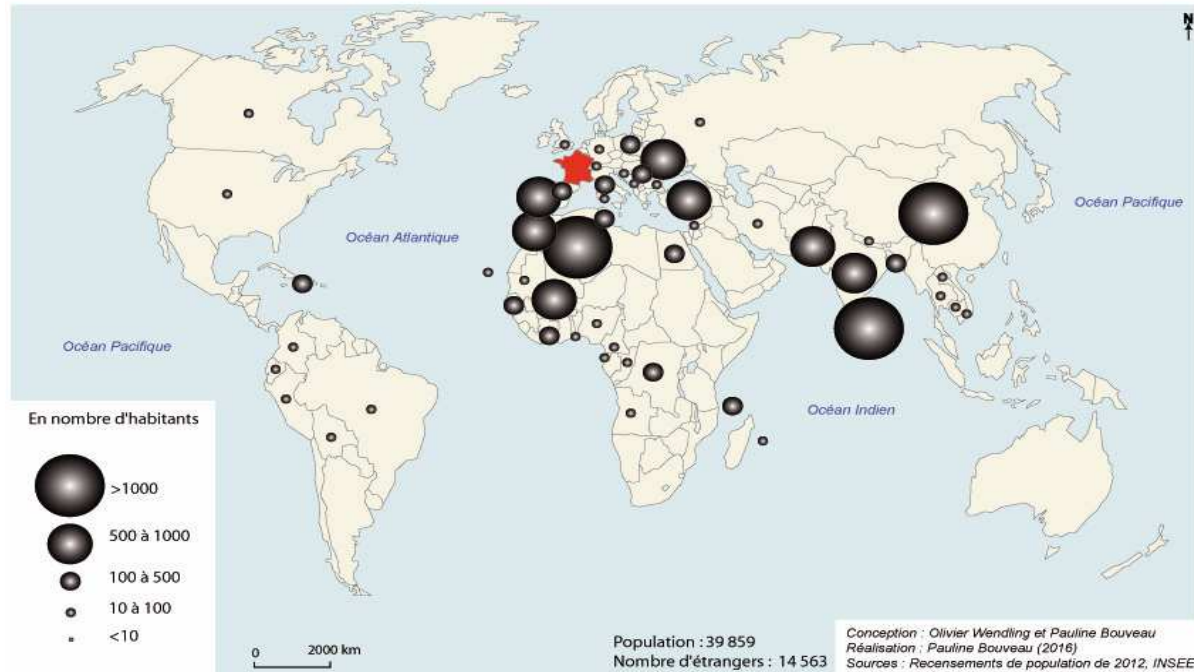 N
Océan Pacifique
Océan Atlantique
Océan Pacifique
Océan Indien
En nombre d'habitants
>1000
500 à 1000
100 à 500
10 à 100
<10
0 2000 km
Population : 39 859
Nombre d'étrangers : 14 563
Conception : Olivier Wendling et Pauline Bouveau
Réalisation : Pauline Bouveau (2016)
Sources : Recensements de population de 2012, INSEE